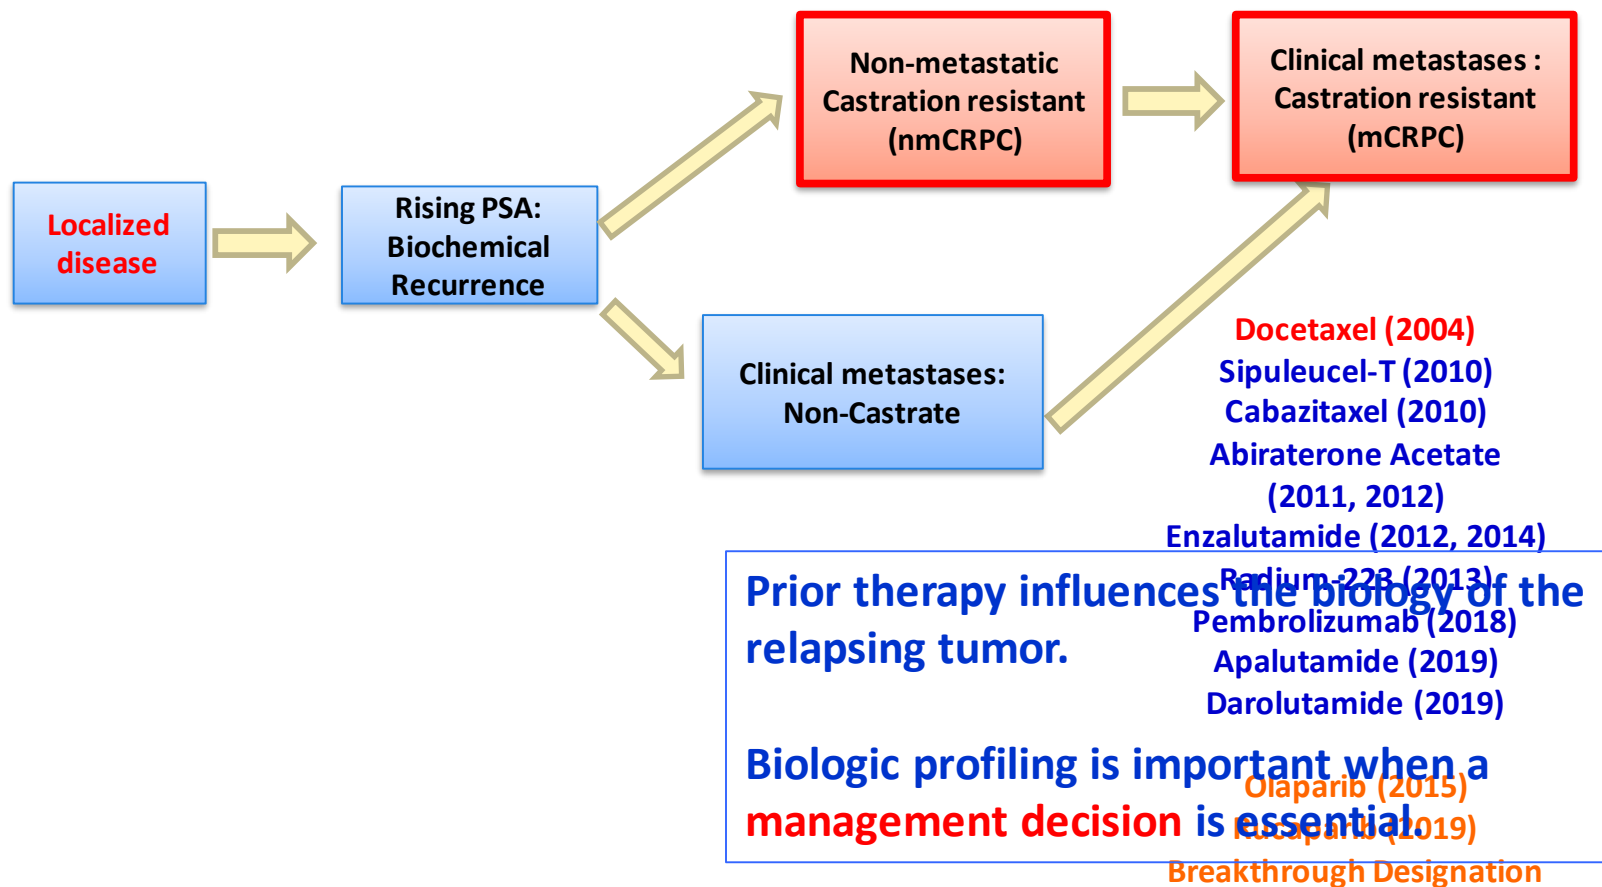 Non-metastatic
Castration resistant
(nmCRPC)
Clinical metastases :
Castration resistant
(mCRPC)
Localized
disease
Rising PSA:
Biochemical
Recurrence
Clinical metastases:
Non-Castrate
Docetaxel (2004)
Sipuleucel-T (2010)
Cabazitaxel (2010)
Abiraterone Acetate
(2011, 2012)
Enzalutamide (2012, 2014)
Radium-223 (2013)
Pembrolizumab (2018)
Apalutamide (2019)
Darolutamide (2019)
Olaparib (2015)
Rucaparib (2019)
Breakthrough Designation
Prior therapy influences the biology of the
relapsing tumor.
Biologic profiling is important when a
management decision is essential.